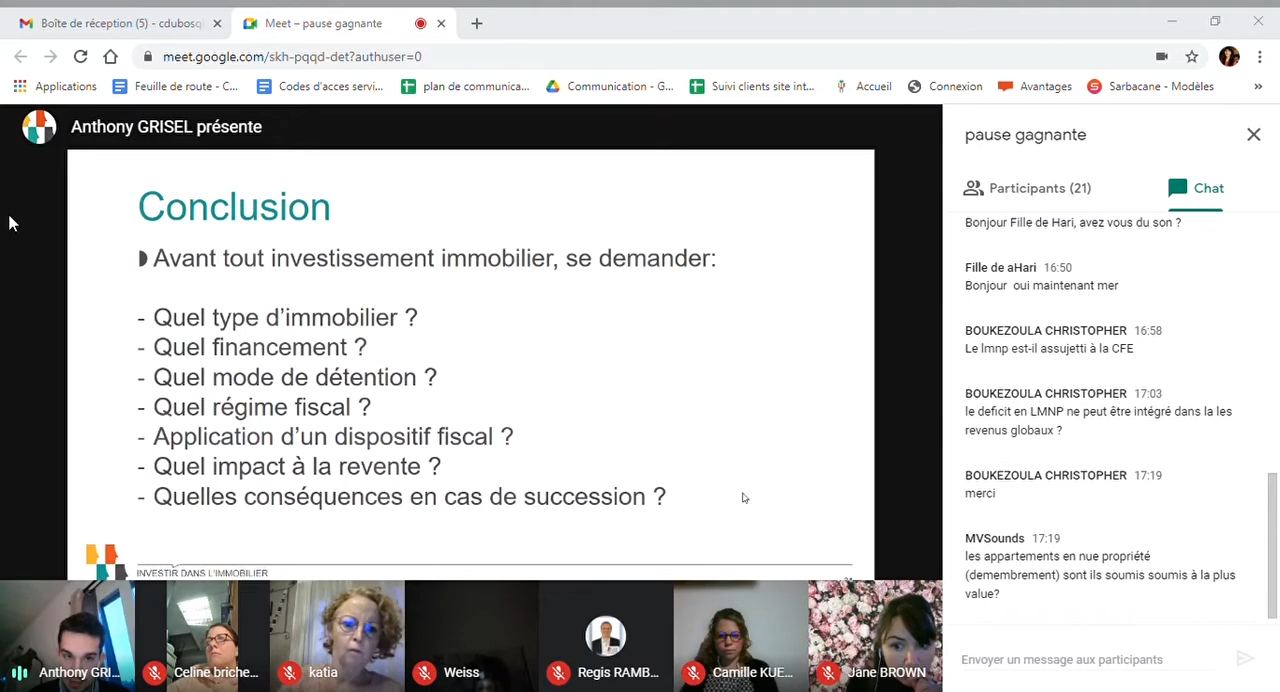 Boîte de réception (5) - cdubosq
Meet – pause gagnante
meet.google.com/skh-pqqd-det?authuser=0
Applications
Feuille de route - C...
Codes d'acces servi...
plan de communica...
Communication - G...
Suivi clients site int...
Accueil
Connexion
Avantages
Sarbacane - Modèles
»
Anthony GRISEL présente
Conclusion
Avant tout investissement immobilier, se demander:
- Quel type d'immobilier ?
- Quel financement ?
- Quel mode de détention ?
- Quel régime fiscal ?
- Application d'un dispositif fiscal ?
- Quel impact à la revente ?
- Quelles conséquences en cas de succession ?
INVESTIR DANS L'IMMOBILIER
Anthony GRI...
Celine briche...
katia
Weiss
Regis RAMB...
Camille KUE...
Jane BROWN
pause gagnante
Participants (21)
Chat
Bonjour Fille de Hari, avez vous du son ?
Fille de aHari 16:50
Bonjour oui maintenant mer
BOUKEZOULA CHRISTOPHER 16:58
Le lmnp est-il assujetti à la CFE
BOUKEZOULA CHRISTOPHER 17:03
le deficit en LMNP ne peut être intégré dans la les
revenus globaux ?
BOUKEZOULA CHRISTOPHER 17:19
merci
MVSounds 17:19
les appartements en nue propriété
(demembrement) sont ils soumis soumis à la plus
value?
Envoyer un message aux participants